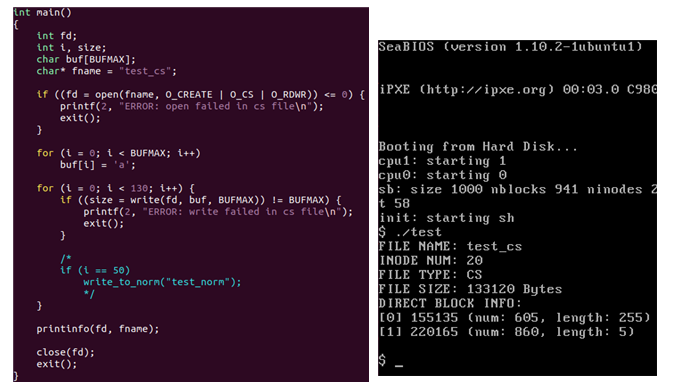 int main()
{
    int fd;
    int i, size;
    char buf[BUFMAX];
    char* fname = "test_cs";

    if ((fd = open(fname, O_CREATE | O_CS | O_RDWR)) <= 0) {
        printf(2, "ERROR: open failed in cs file\n");
        exit();
    }

    for (i = 0; i < BUFMAX; i++)
        buf[i] = 'a';

    for (i = 0; i < 130; i++) {
        if ((size = write(fd, buf, BUFMAX)) != BUFMAX) {
            printf(2, "ERROR: write failed in cs file\n");
            exit();
        }

        /*
        if (i == 50)
            write_to_norm("test_norm");
            */
    }

    printinfo(fd, fname);

    close(fd);
    exit();
}
SeaBIOS (version 1.10.2-1ubuntu1)

iPXE (http://ipxe.org) 00:03.0 C980

Booting from Hard Disk...
cpu1: starting 1
cpu0: starting 0
sb: size 1000 nblocks 941 ninodes 2
t 58
init: starting sh
$ ./test
FILE NAME: test_cs
INODE NUM: 20
FILE TYPE: CS
FILE SIZE: 133120 Bytes
DIRECT BLOCK INFO:
[0] 155135 (num: 605, length: 255)
[1] 220165 (num: 860, length: 5)

$ _